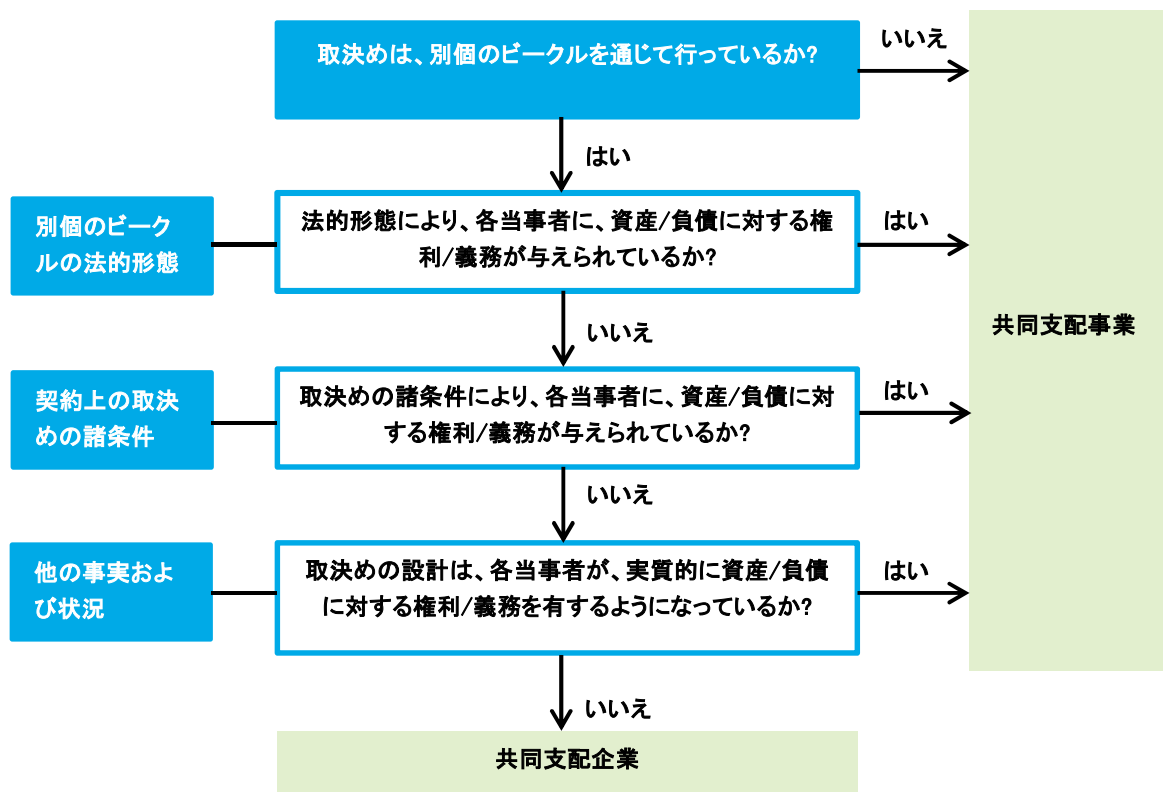 取決めは、別個のビークルを通じて行っているか?
いいえ
はい
別個のビーク
ルの法的形態
法的形態により、各当事者に、資産/負債に対する権
利/義務が与えられているか?
はい
いいえ
共同支配事業
契約上の取決
めの諸条件
取決めの諸条件により、各当事者に、資産/負債に対
する権利/義務が与えられているか?
はい
いいえ
他の事実およ
び状況
取決めの設計は、各当事者が、実質的に資産/負債
に対する権利/義務を有するようになっているか?
はい
いいえ
共同支配企業